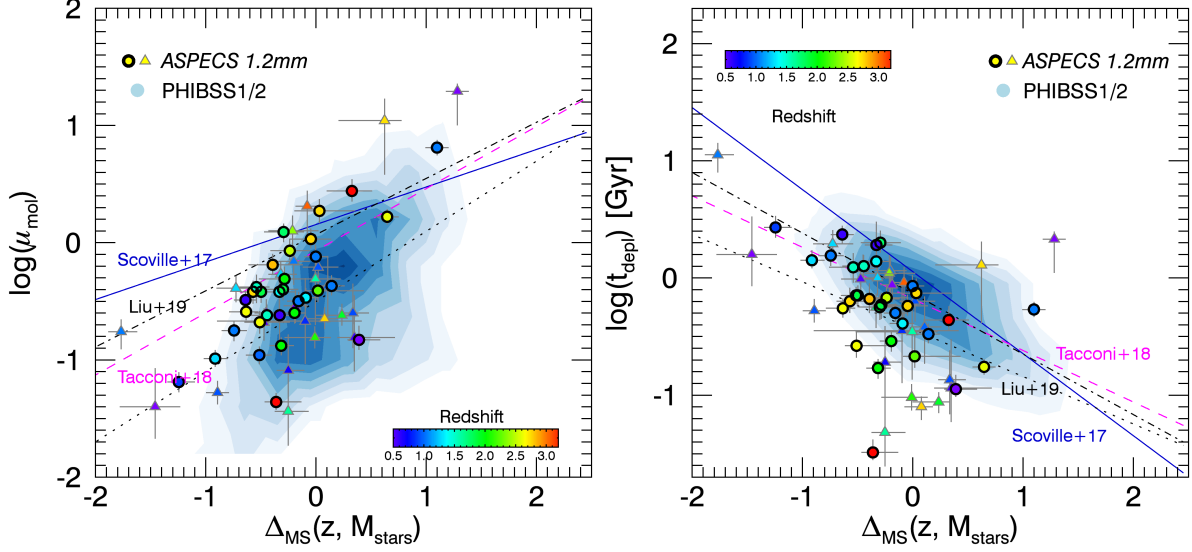 ASPECS 1.2mm
PHIBSS1/2
Scoville+17
Liu+19
Tacconi+18
Redshift
0.5 1.0 1.5 2.0 2.5 3.0
2
1
0
-1
-2
-2 -1 0 1 2
log(μmol)
ΔMS(z, Mstars)
0.5 1.0 1.5 2.0 2.5 3.0
Redshift
ASPECS 1.2mm
PHIBSS1/2
Tacconi+18
Liu+19
Scoville+17
2
1
0
-1
-2 -1 0 1 2
log(tdepl) [Gyr]
ΔMS(z, Mstars)